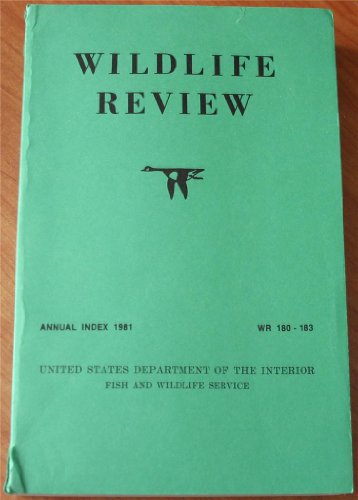 WILDLIFE
REVIEW
ANNUAL INDEX 1981 WR 180 - 183
UNITED STATES DEPARTMENT OF THE INTERIOR
FISH AND WILDLIFE SERVICE